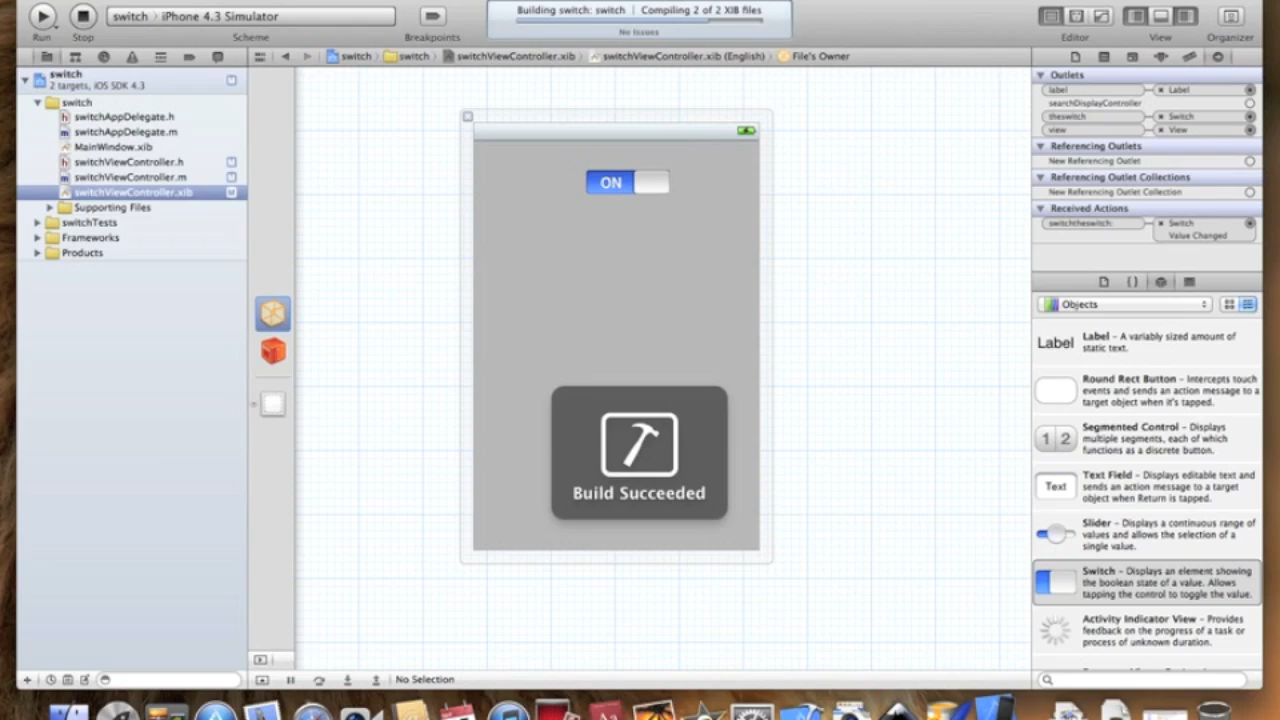 switch 〉 iPhone 4.3 Simulator
Building switch: switch | Compiling 2 of 2 XIB files
No Issues
Run
Stop
Scheme
Breakpoints
Editor
View
Organizer
switch 〉 switch 〉 switchViewController.xib 〉 switchViewController.xib (English) 〉 File's Owner
switch
2 targets, iOS SDK 4.3
switch
switchAppDelegate.h
switchAppDelegate.m
MainWindow.xib
switchViewController.h
switchViewController.m
switchViewController.xib
M
Supporting Files
switchTests
Frameworks
Products
ON
Build Succeeded
No Selection
Outlets
label
Label
searchDisplayController
theswitch
Switch
view
View
Referencing Outlets
New Referencing Outlet
Referencing Outlet Collections
New Referencing Outlet Collection
Received Actions
switchtheswitch:
Switch
Value Changed
Objects
Label
Label – A variably sized amount of
static text.
Round Rect Button – Intercepts touch
events and sends an action message to a
target object when it's tapped.
1 2
Segmented Control – Displays
multiple segments, each of which
functions as a discrete button.
Text
Text Field – Displays editable text and
sends an action message to a target
object when Return is tapped.
Slider – Displays a continuous range of
values and allows the selection of a
single value.
Switch – Displays an element showing
the boolean state of a value. Allows
tapping the control to toggle the value.
Activity Indicator View – Provides
feedback on the progress of a task or
process of unknown duration.